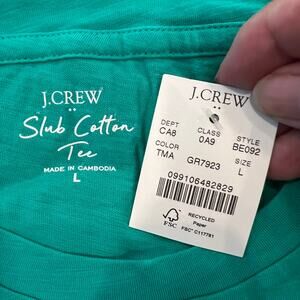 J.CREW
Slub Cotton
Tee
MADE IN CAMBODIA
L
J.CREW
DEPT CLASS STYLE
CA8 0A9 BE092
COLOR SIZE
TMA GR7923 L
099106482829
FSC
RECYCLED
Paper
FSC® C117781